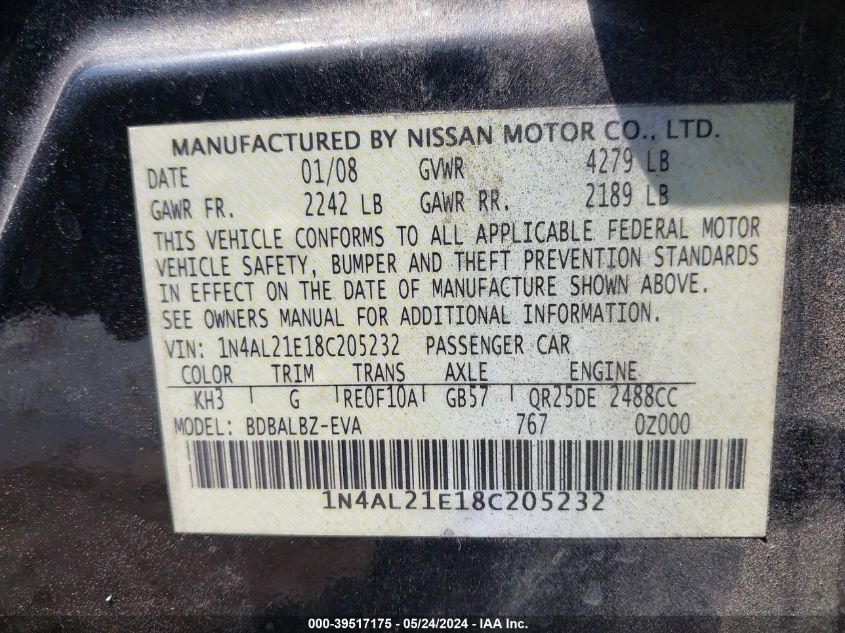 MANUFACTURED BY NISSAN MOTOR CO., LTD.
DATE 01/08 GVWR 4279 LB
GAWR FR. 2242 LB GAWR RR. 2189 LB
THIS VEHICLE CONFORMS TO ALL APPLICABLE FEDERAL MOTOR
VEHICLE SAFETY, BUMPER AND THEFT PREVENTION STANDARDS
IN EFFECT ON THE DATE OF MANUFACTURE SHOWN ABOVE.
SEE OWNERS MANUAL FOR ADDITIONAL INFORMATION.
VIN: 1N4AL21E18C205232 PASSENGER CAR
COLOR TRIM TRANS AXLE ENGINE
KH3 G RE0F10A GB57 QR25DE 2488CC
MODEL: BDBALBZ-EVA 767 0Z000
1N4AL21E18C205232
000-39517175 - 05/24/2024 - IAA Inc.